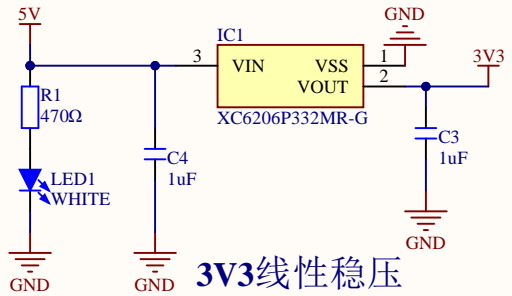 5V
GND
IC1
3V3
3 VIN VSS 1
VOUT 2
R1
470Ω
XC6206P332MR-G
C3
1uF
C4
1uF
LED1
WHITE
GND
GND
GND
3V3线性稳压